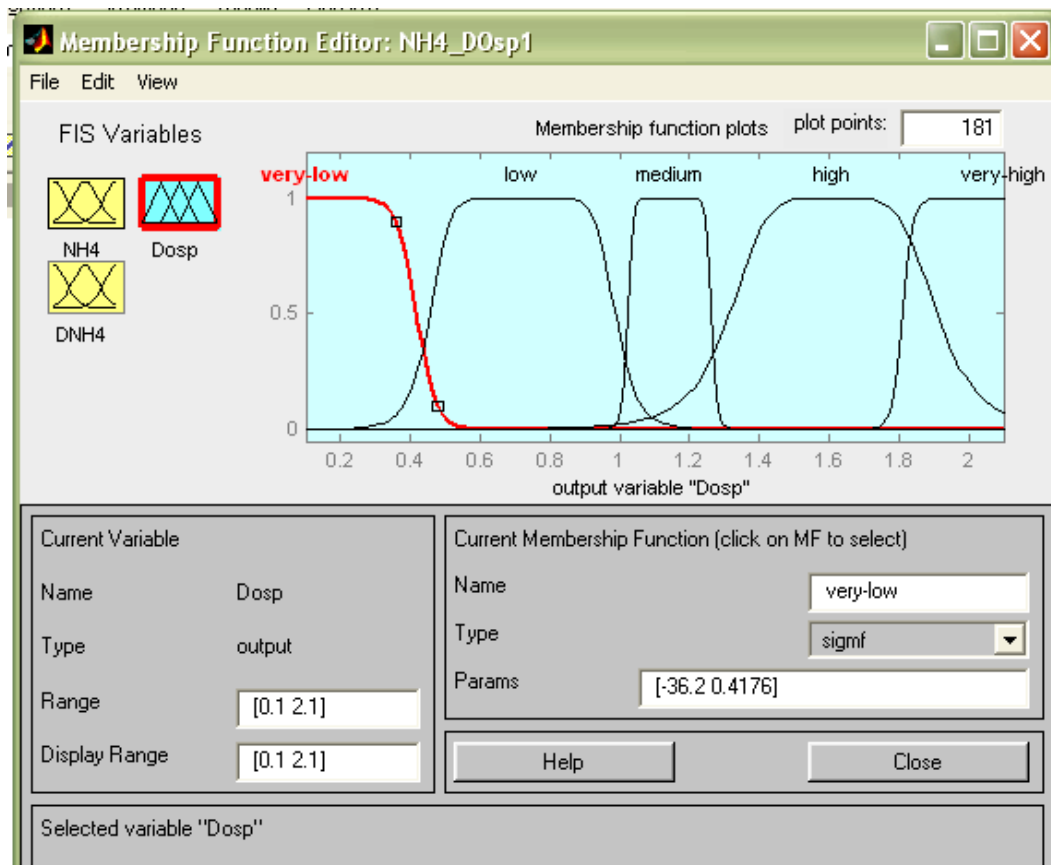 Membership Function Editor: NH4_DOsp1
File Edit View
FIS Variables
Membership function plots plot points: 181
very-low low medium high very-high
NH4 Dosp
DNH4
1
0.5
0
0.2 0.4 0.6 0.8 1 1.2 1.4 1.6 1.8 2
output variable "Dosp"
Current Variable
Name Dosp
Type output
Range [0.1 2.1]
Display Range [0.1 2.1]
Current Membership Function (click on MF to select)
Name very-low
Type sigmf
Params [-36.2 0.4176]
Help Close
Selected variable "Dosp"